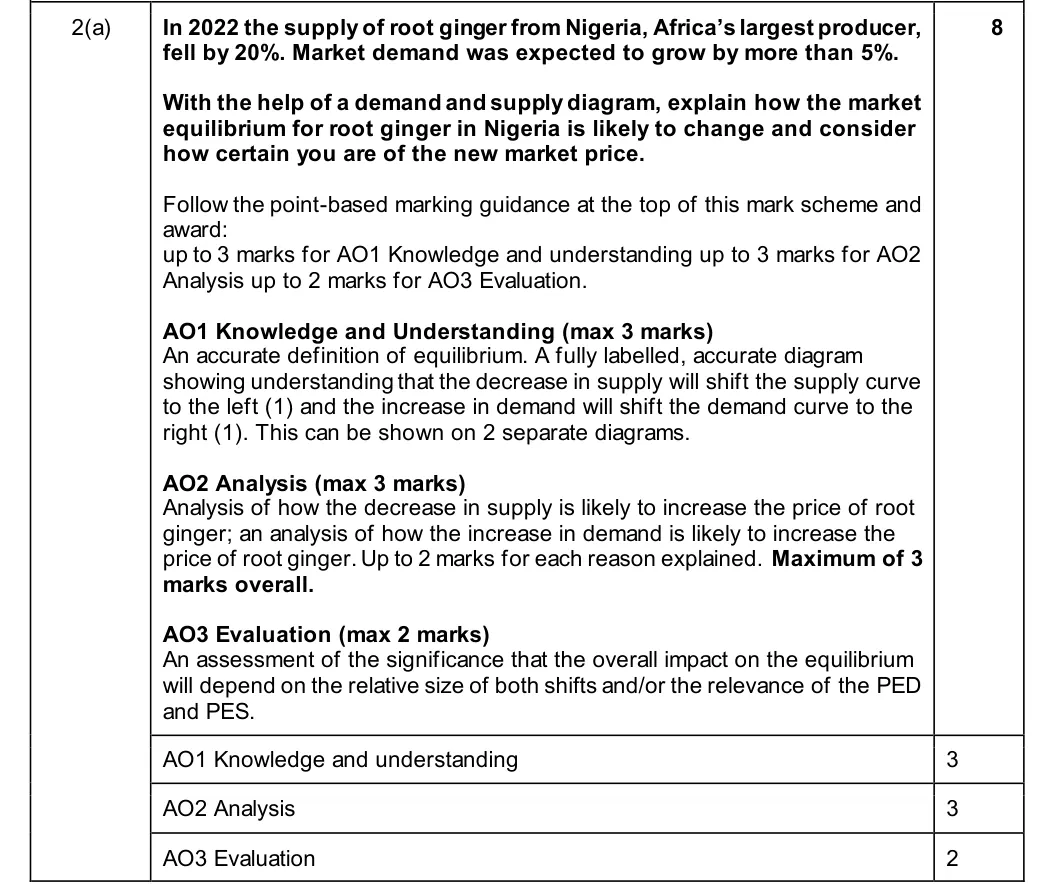 2(a)
In 2022 the supply of root ginger from Nigeria, Africa's largest producer,
8
fell by 20%. Market demand was expected to grow by more than 5%.
With the help of a demand and supply diagram, explain how the market
equilibrium for root ginger in Nigeria is likely to change and consider
how certain you are of the new market price.
Follow the point-based marking guidance at the top of this mark scheme and
award:
up to 3 marks for AO1 Knowledge and understanding up to 3 marks for AO2
Analysis up to 2 marks for AO3 Evaluation.
AO1 Knowledge and Understanding (max 3 marks)
An accurate definition of equilibrium. A fully labelled, accurate diagram
showing understanding that the decrease in supply will shift the supply curve
to the left (1) and the increase in demand will shift the demand curve to the
right (1). This can be shown on 2 separate diagrams.
AO2 Analysis (max 3 marks)
Analysis of how the decrease in supply is likely to increase the price of root
ginger; an analysis of how the increase in demand is likely to increase the
price of root ginger. Up to 2 marks for each reason explained. Maximum of 3
marks overall.
AO3 Evaluation (max 2 marks)
An assessment of the significance that the overall impact on the equilibrium
will depend on the relative size of both shifts and/or the relevance of the PED
and PES.
AO1 Knowledge and understanding
3
AO2 Analysis
3
AO3 Evaluation
2